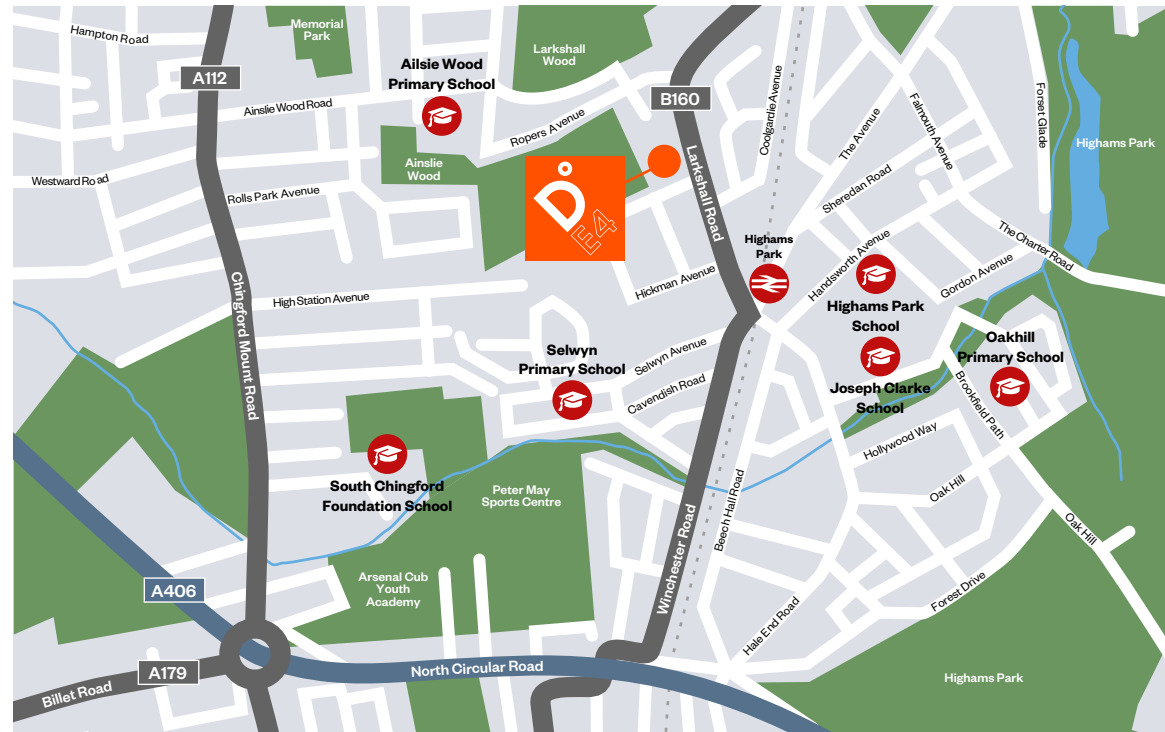 Hampton Road
Memorial
Park
A112
Ailsie Wood
Primary School
Larkshall
Wood
B160
Ainslie Wood Road
Ropers Avenue
Coolgardie Avenue
The Avenue
Falmouth Avenue
Forset Glade
Highams Park
Westward Road
Ainslie
Wood
Rolls Park Avenue
D
E4
Larkshall Road
Sheredan Road
Highams
Park
Handsworth Avenue
The Charter Road
Gordon Avenue
Hickman Avenue
High Station Avenue
Chingford Mount Road
Highams Park
School
Oakhill
Primary School
Selwyn
Primary School
Selwyn Avenue
Cavendish Road
Joseph Clarke
School
Brookfield Path
Hollywood Way
South Chingford
Foundation School
Peter May
Sports Centre
Beech Hall Road
Oak Hill
Oak Hill
Winchester Road
Arsenal Cub
Youth
Academy
A406
Forest Drive
Hale End Road
North Circular Road
A179
Billet Road
Highams Park